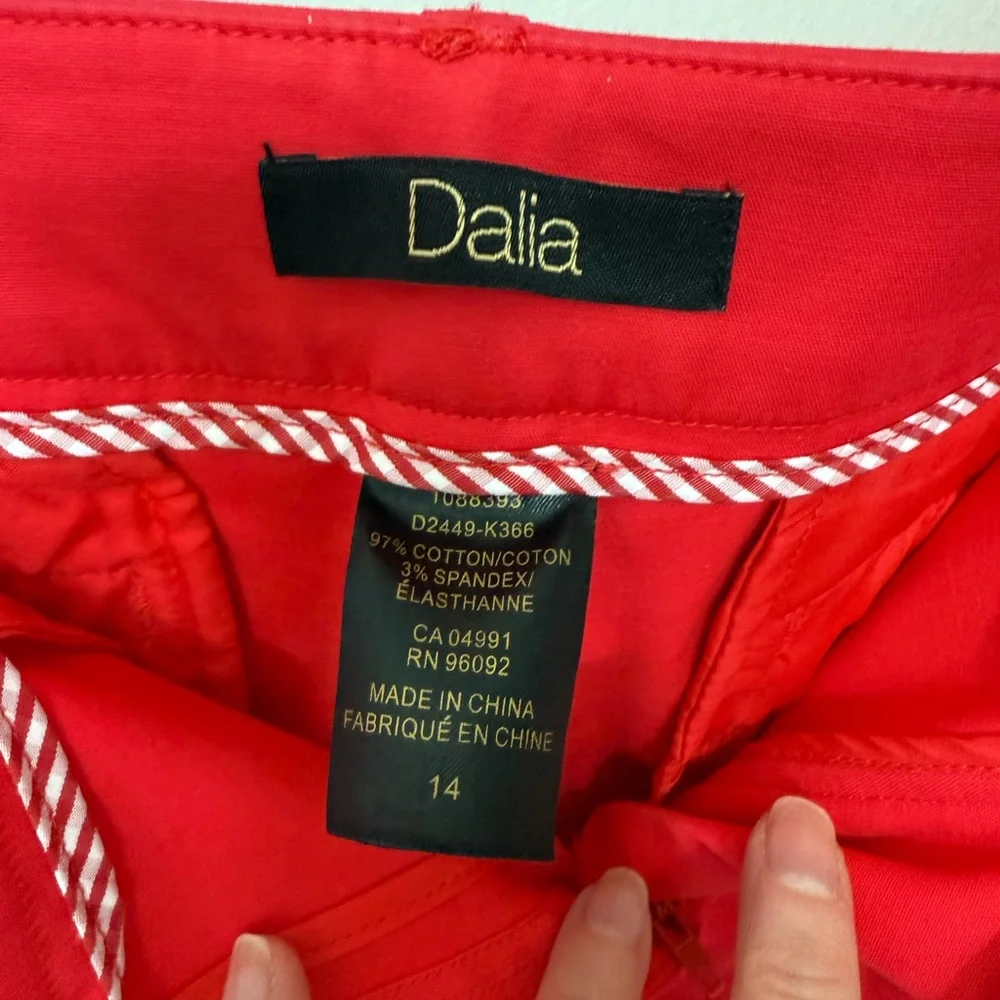 Dalia
1088393
D2449-K366
97% COTTON/COTON
3% SPANDEX/
ÉLASTHANNE
CA 04991
RN 96092
MADE IN CHINA
FABRIQUÉ EN CHINE
14